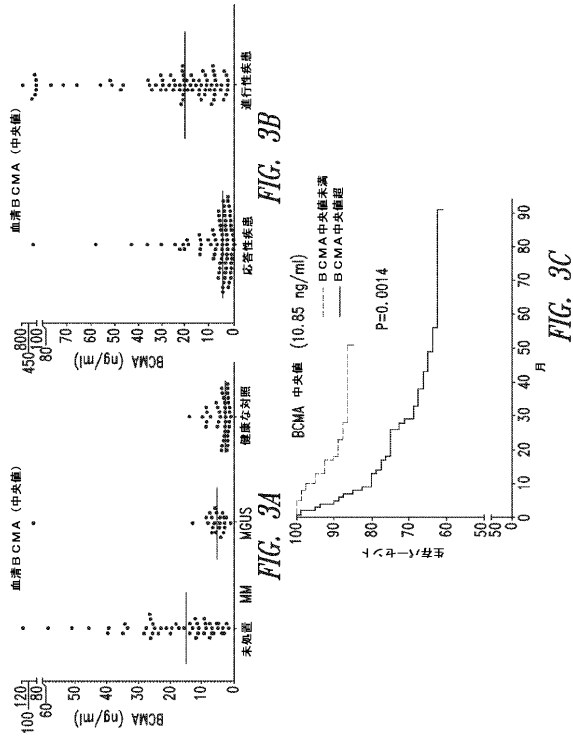 血清BCMA (中央値)
BCMA (ng/ml)
120
100
80
60
50
40
30
20
10
0
未処置 MM
MGUS
健康な対照
FIG. 3A
血清BCMA (中央値)
BCMA (ng/ml)
800
450
100
80
70
60
50
40
30
20
10
0
応答性疾患
進行性疾患
FIG. 3B
BCMA 中央値 (10.85 ng/ml)
BCMA中央値未満
BCMA中央値超
P=0.0014
生存パーセント
100
90
80
70
60
50
0
0 10 20 30 40 50 60 70 80 90
月
FIG. 3C